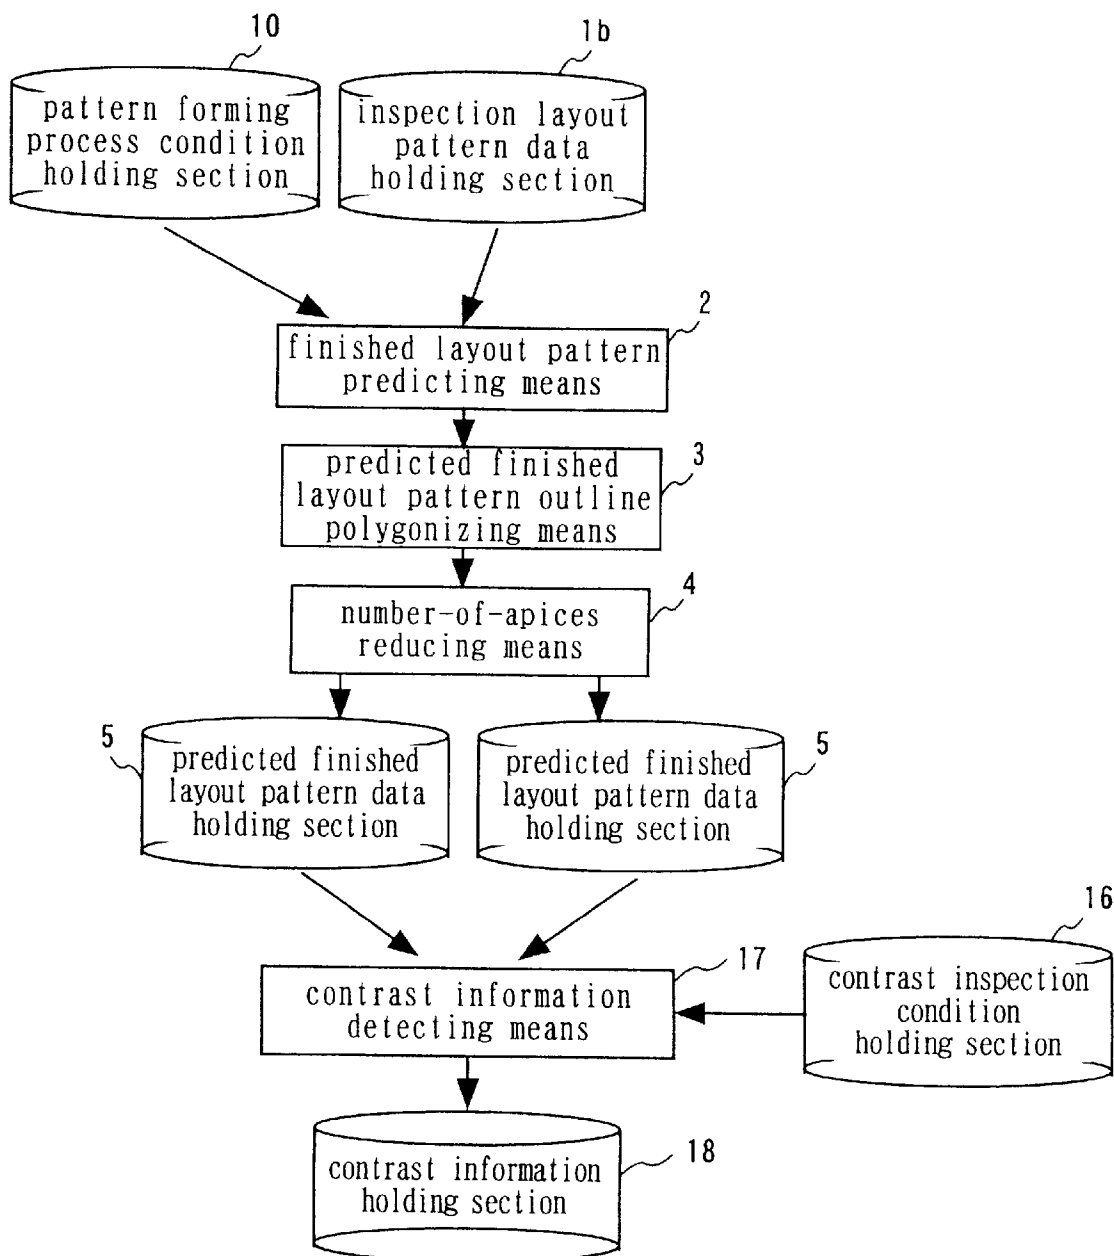 10
pattern forming
process condition
holding section
1b
inspection layout
pattern data
holding section
2
finished layout pattern
predicting means
3
predicted finished
layout pattern outline
polygonizing means
4
number-of-apices
reducing means
5
predicted finished
layout pattern data
holding section
5
predicted finished
layout pattern data
holding section
16
contrast inspection
condition
holding section
17
contrast information
detecting means
18
contrast information
holding section